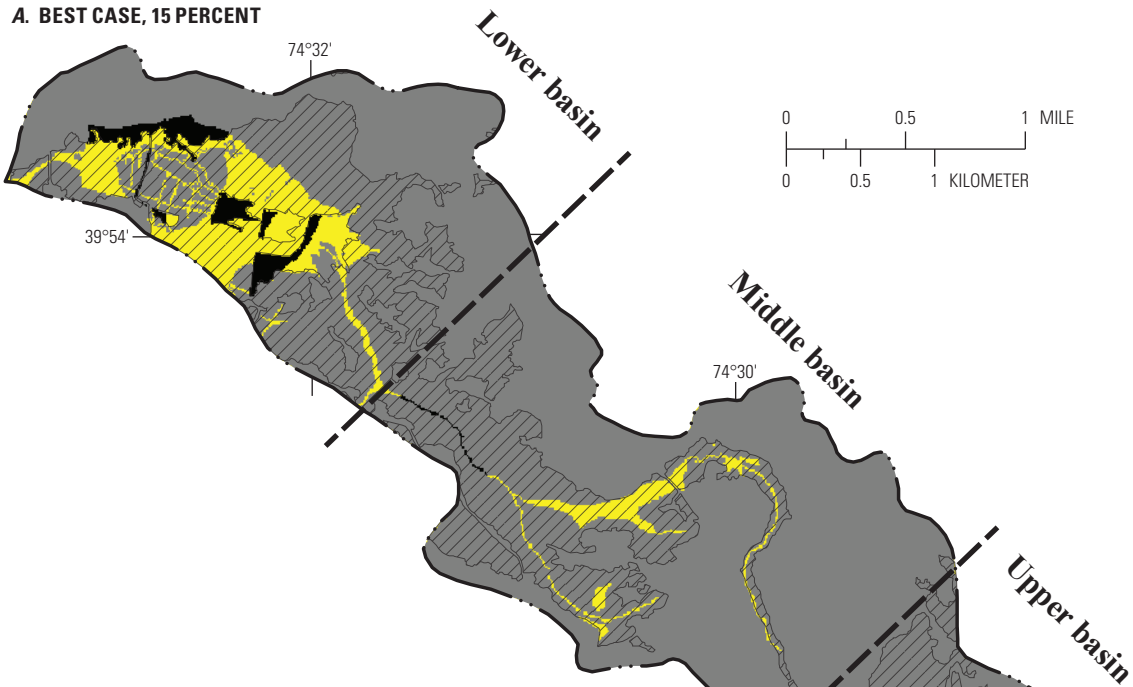 A. BEST CASE, 15 PERCENT
Lower basin
74°32'
0 0.5 1 MILE
0 0.5 1 KILOMETER
39°54'
Middle basin
74°30'
Upper basin